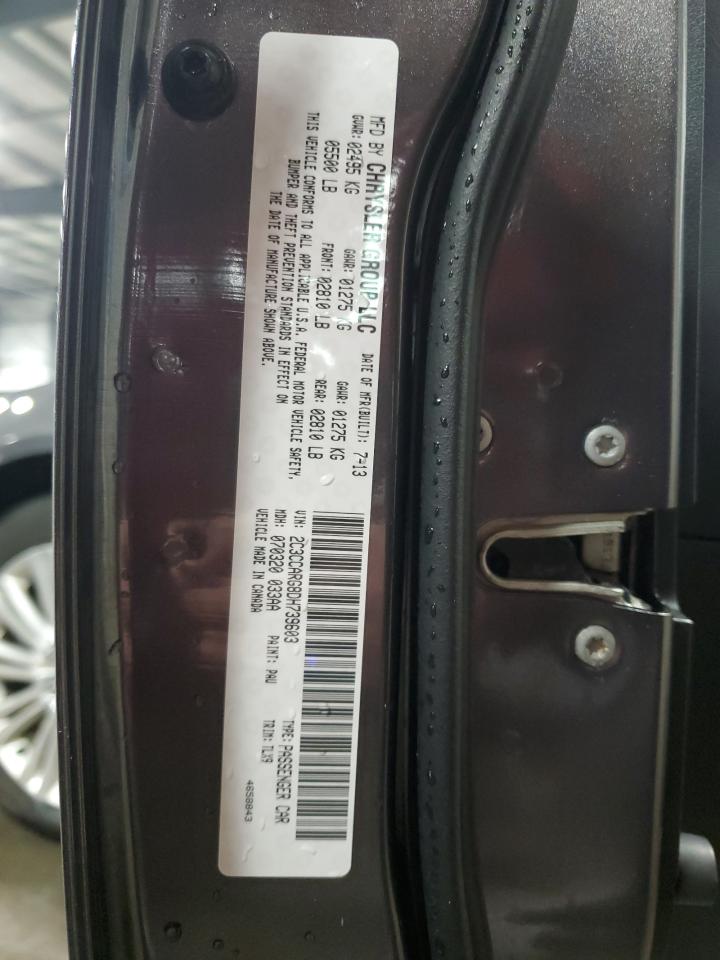 MFD BY CHRYSLER GROUP LLC DATE OF MFR(BUILT): 7-13
GVWR: 02495 KG GAWR: 01275 KG GAWR: 01275 KG
05500 LB FRONT: 02810 LB REAR: 02810 LB
THIS VEHICLE CONFORMS TO ALL APPLICABLE U.S.A. FEDERAL MOTOR VEHICLE SAFETY,
BUMPER AND THEFT PREVENTION STANDARDS IN EFFECT ON
THE DATE OF MANUFACTURE SHOWN ABOVE.
VIN: 2C3CCARG8DH739603 TYPE: PASSENGER CAR
MDH: 070320 033AA PAINT: PAU TRIM: TLX9
VEHICLE MADE IN CANADA 4658843